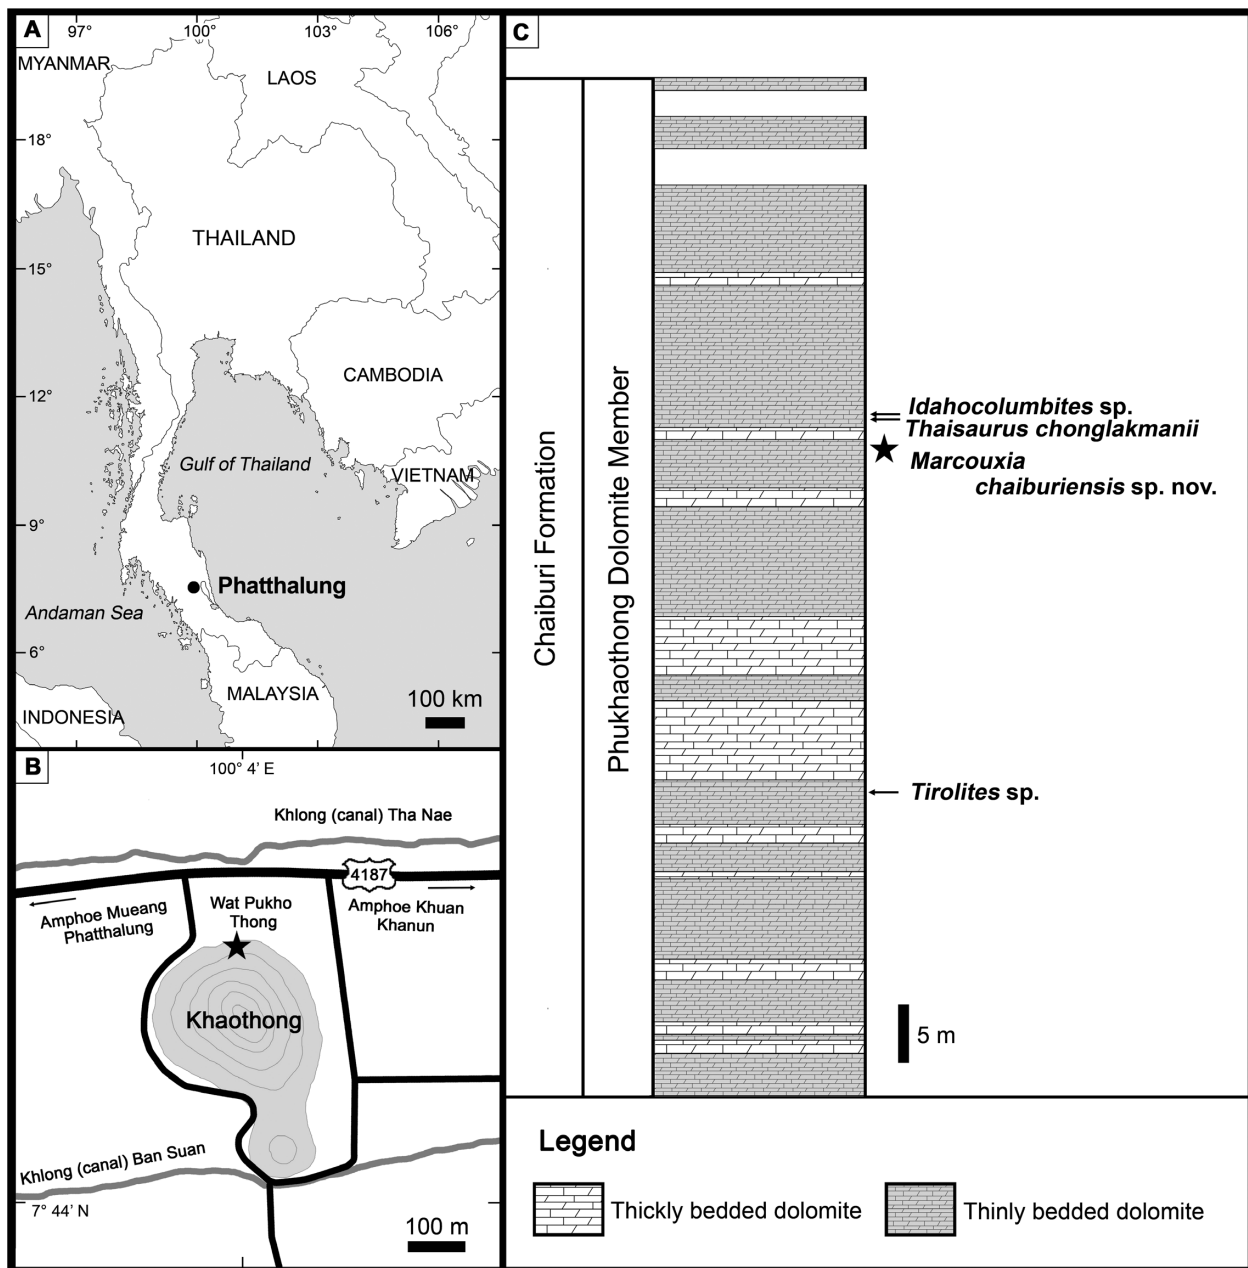 A
97°
100°
103°
106°
MYANMAR
LAOS
18°
THAILAND
15°
CAMBODIA
12°
Gulf of Thailand
VIETNAM
9°
Phatthalung
Andaman Sea
6°
MALAYSIA
100 km
INDONESIA
B
100° 4’ E
Khlong (canal) Tha Nae
4187
Amphoe Mueang
Phatthalung
Wat Pukho
Thong
Amphoe Khuan
Khanun
Khaothong
Khlong (canal) Ban Suan
7° 44’ N
100 m
C
Chaiburi Formation
Phukhaothong Dolomite Member
Idahocolumbites sp.
Thaisaurus chonglakmanii
Marcouxia
chaiburiensis sp. nov.
Tirolites sp.
5 m
Legend
Thickly bedded dolomite
Thinly bedded dolomite